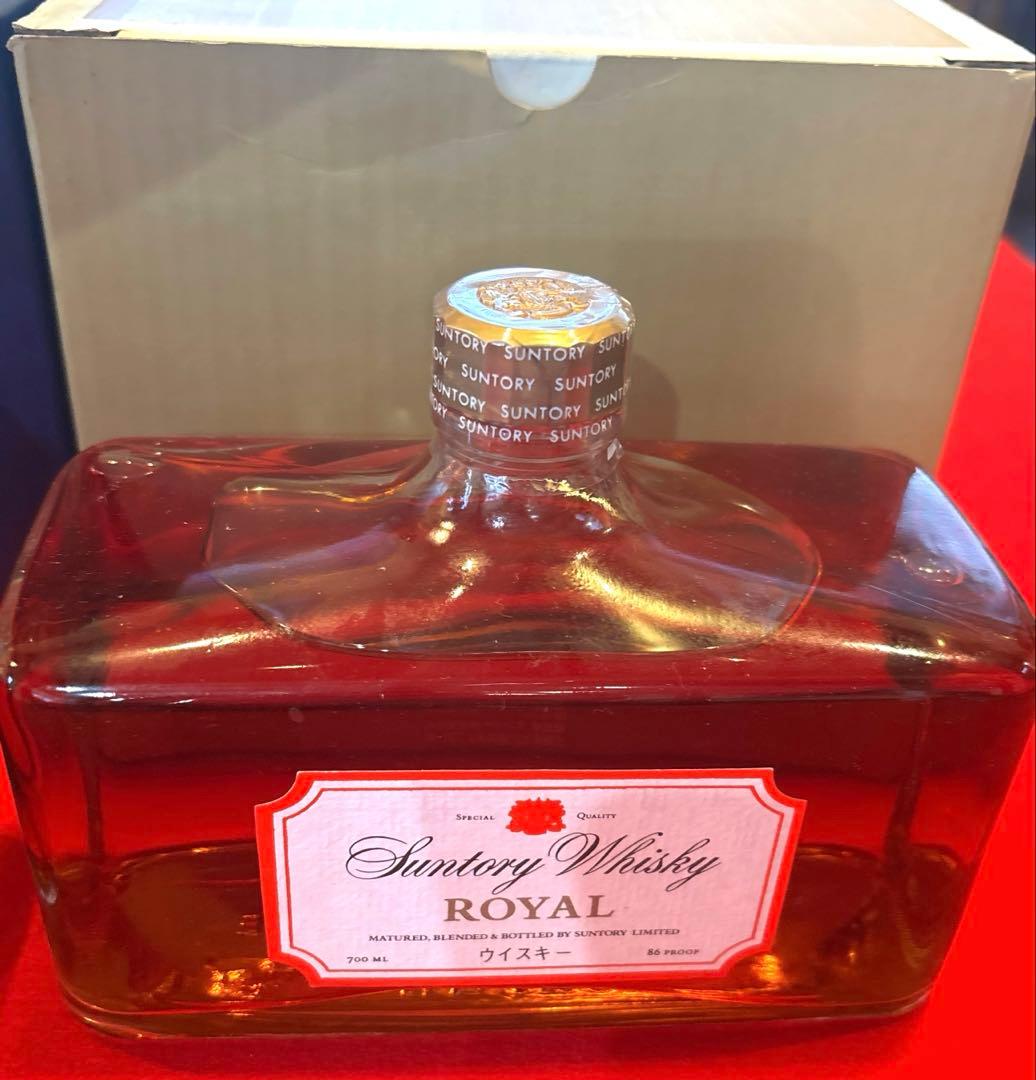 SUNTORY SUNTORY SUNTORY
SUNTORY SUNTORY
SUNTORY SUNTORY SUNTORY
SUNTORY SUNTORY
SPECIAL QUALITY
Suntory Whisky
ROYAL
MATURED, BLENDED & BOTTLED BY SUNTORY LIMITED
700 ML ウイスキー 86 PROOF